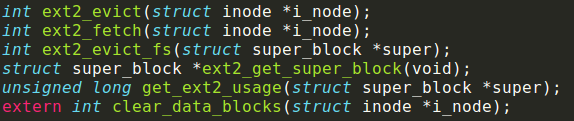 int ext2_evict(struct inode *i_node);
int ext2_fetch(struct inode *i_node);
int ext2_evict_fs(struct super_block *super);
struct super_block *ext2_get_super_block(void);
unsigned long get_ext2_usage(struct super_block *super);
extern int clear_data_blocks(struct inode *i_node);